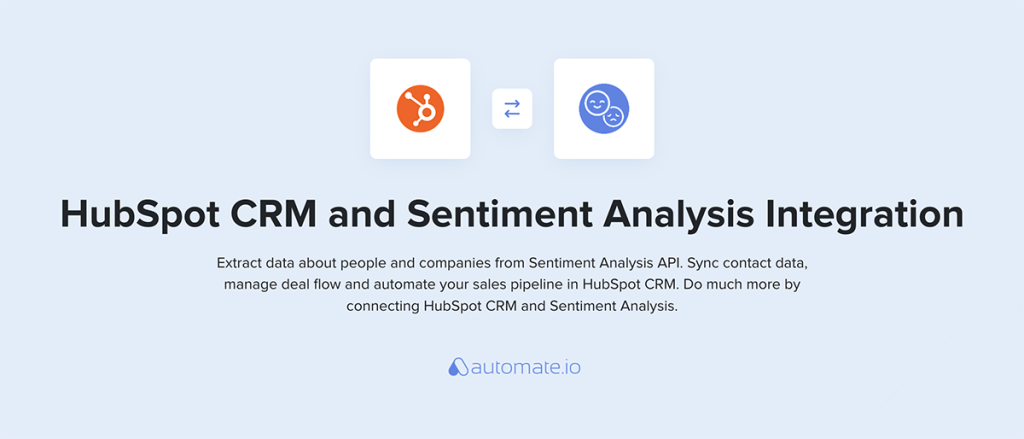 HubSpot CRM and Sentiment Analysis Integration
Extract data about people and companies from Sentiment Analysis API. Sync contact data,
manage deal flow and automate your sales pipeline in HubSpot CRM. Do much more by
connecting HubSpot CRM and Sentiment Analysis.
automate.io